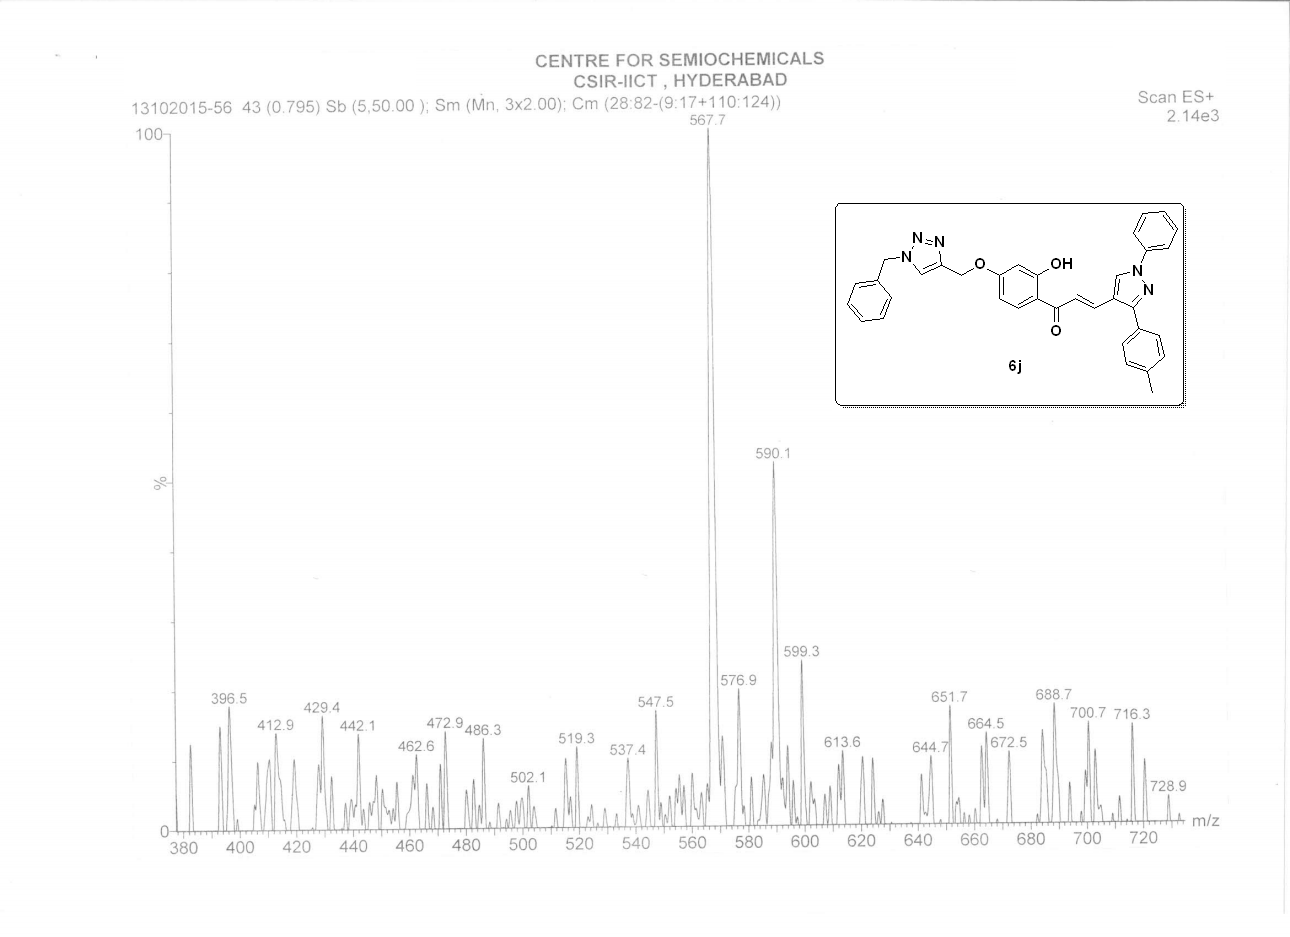 CENTRE FOR SEMIOCHEMICALS
CSIR-IICT , HYDERABAD
13102015-56 43 (0.795) Sb (5,50.00 ); Sm (Mn, 3x2.00); Cm (28:82-(9:17+110:124))
Scan ES+
2.14e3
567.7
100
N
N
N
O
OH
N
N
O
6j
590.1
%
599.3
576.9
547.5
396.5
429.4
412.9
442.1
472.9
486.3
462.6
519.3
537.4
502.1
613.6
651.7
644.7
664.5
672.5
688.7
700.7
716.3
728.9
0
m/z
380 400 420 440 460 480 500 520 540 560 580 600 620 640 660 680 700 720